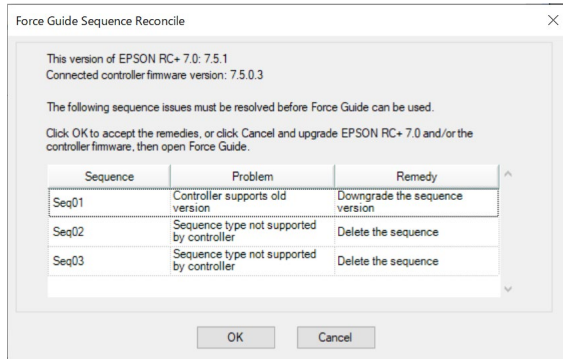 Force Guide Sequence Reconcile
This version of EPSON RC+ 7.0: 7.5.1
Connected controller firmware version: 7.5.0.3
The following sequence issues must be resolved before Force Guide can be used.
Click OK to accept the remedies, or click Cancel and upgrade EPSON RC+ 7.0 and/or the
controller firmware, then open Force Guide.
Sequence Problem Remedy
Seq01 Controller supports old Downgrade the sequence
version version
Seq02 Sequence type not supported Delete the sequence
by controller
Seq03 Sequence type not supported Delete the sequence
by controller
OK Cancel